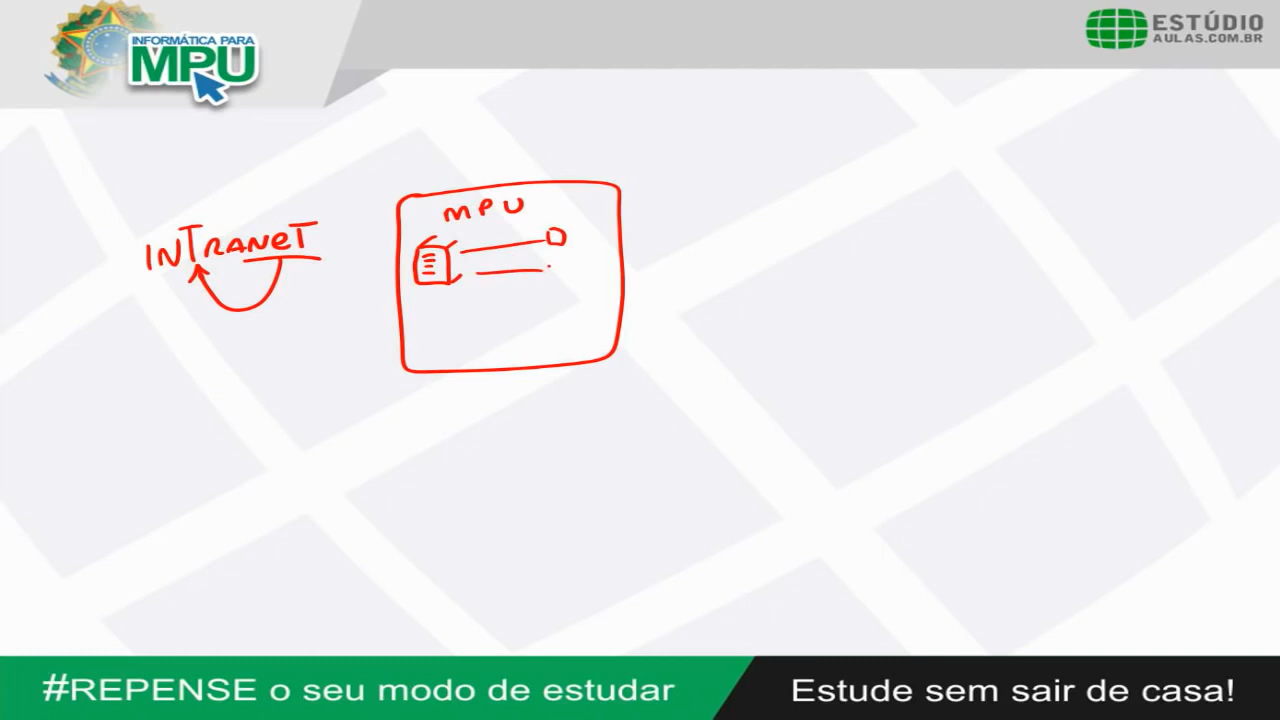 INFORMÁTICA PARA
MPU
ESTÚDIO
AULAS.COM.BR
INTRANeT
MPU
#REPENSE o seu modo de estudar
Estude sem sair de casa!